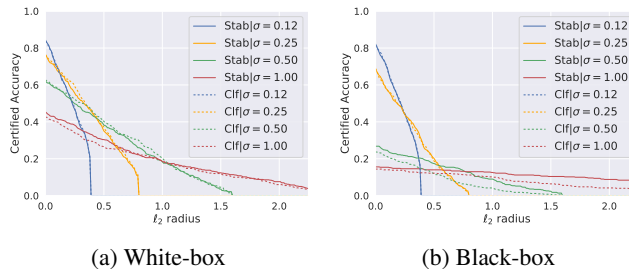 Certified Accuracy
1.0
0.8
0.6
0.4
0.2
0.0
Stab|σ = 0.12
Stab|σ = 0.25
Stab|σ = 0.50
Stab|σ = 1.00
Clf|σ = 0.12
Clf|σ = 0.25
Clf|σ = 0.50
Clf|σ = 1.00
0.0 0.5 1.0 1.5 2.0
ℓ₂ radius
(a) White-box
Certified Accuracy
1.0
0.8
0.6
0.4
0.2
0.0
Stab|σ = 0.12
Stab|σ = 0.25
Stab|σ = 0.50
Stab|σ = 1.00
Clf|σ = 0.12
Clf|σ = 0.25
Clf|σ = 0.50
Clf|σ = 1.00
0.0 0.5 1.0 1.5 2.0
ℓ₂ radius
(b) Black-box